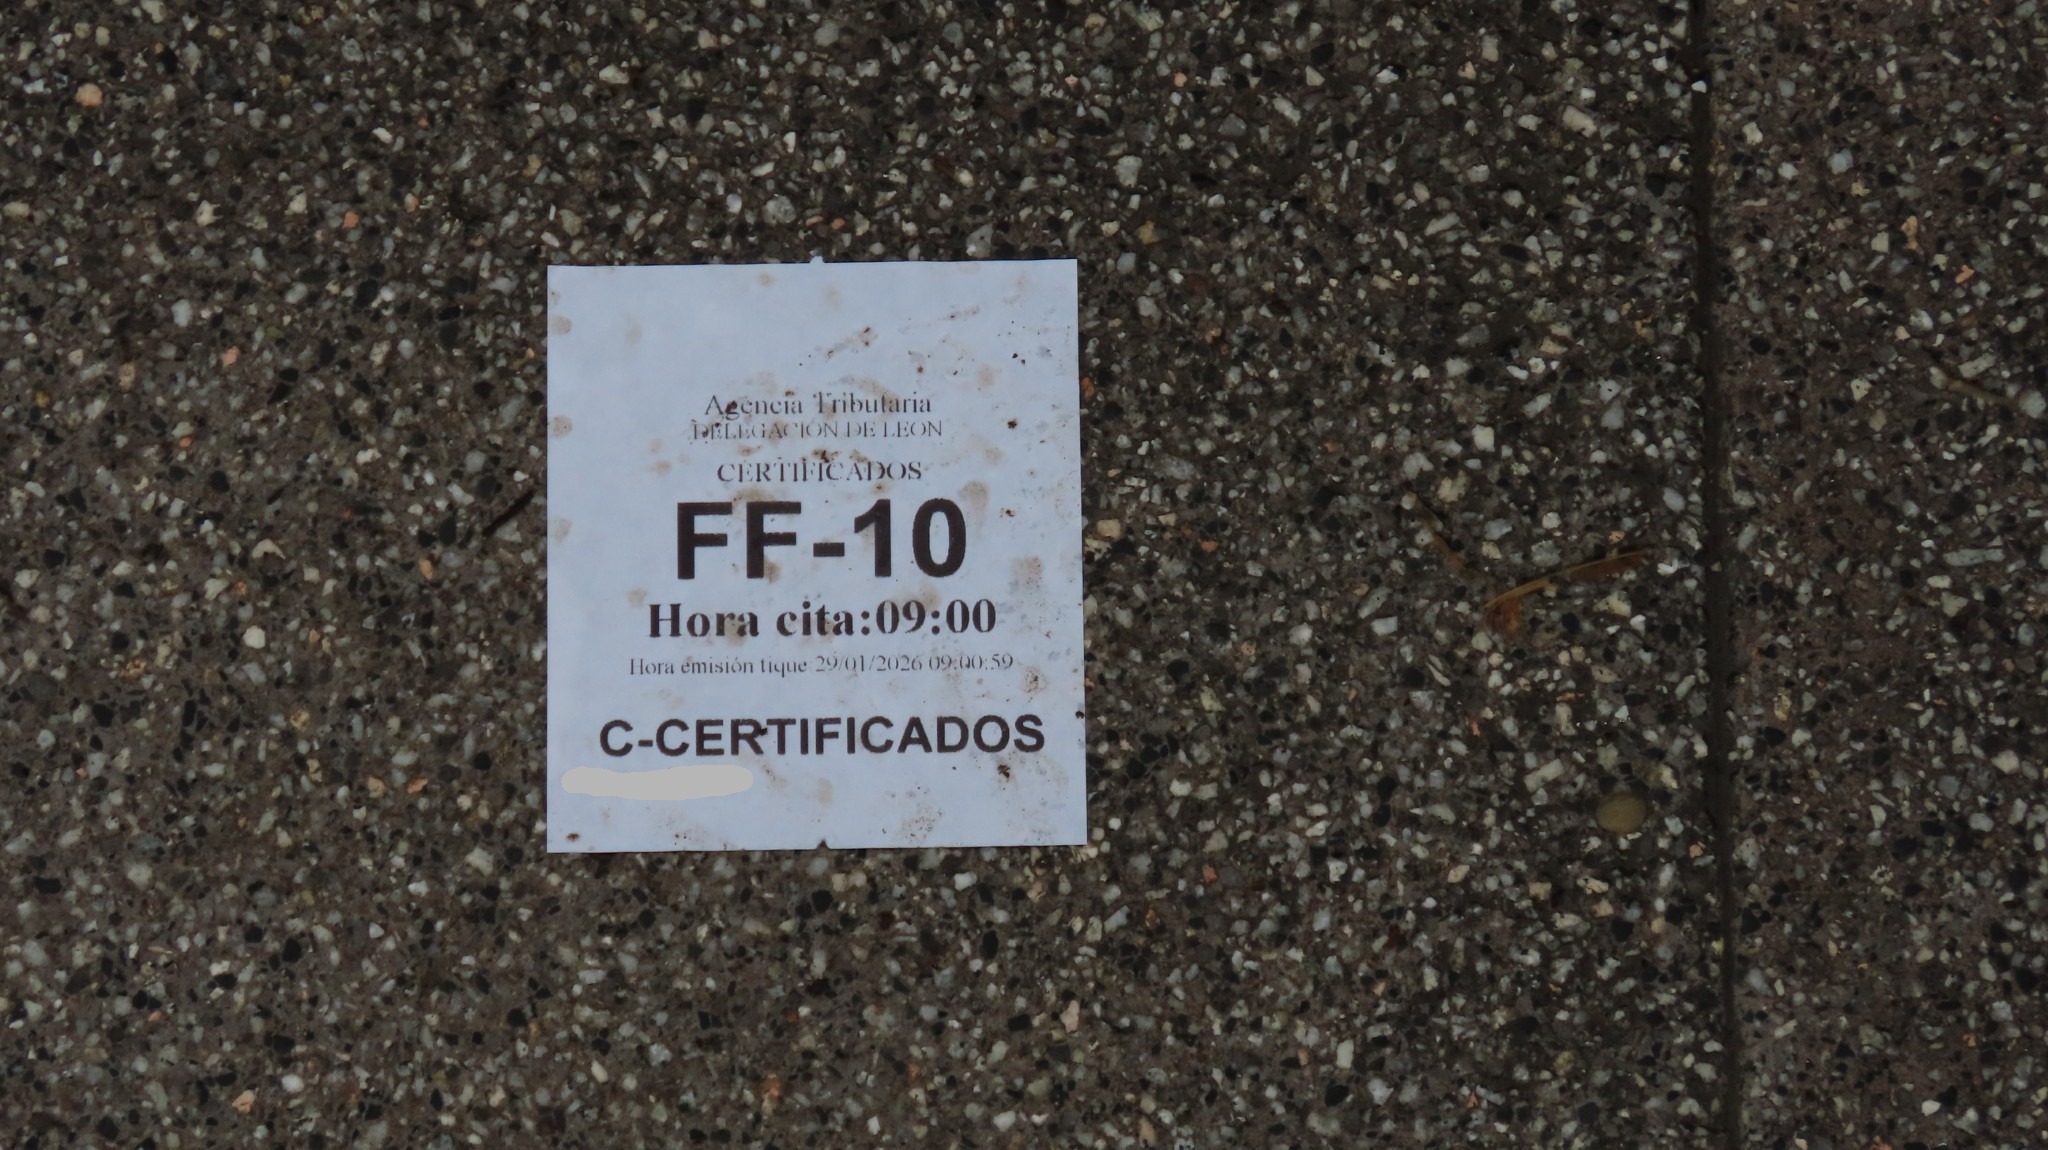 Agencia Tributaria
DELEGACIÓN DE LEON
CERTIFICADOS
FF-10
Hora cita:09:00
Hora emisión tique 29/01/2026 09:00:59
C-CERTIFICADOS